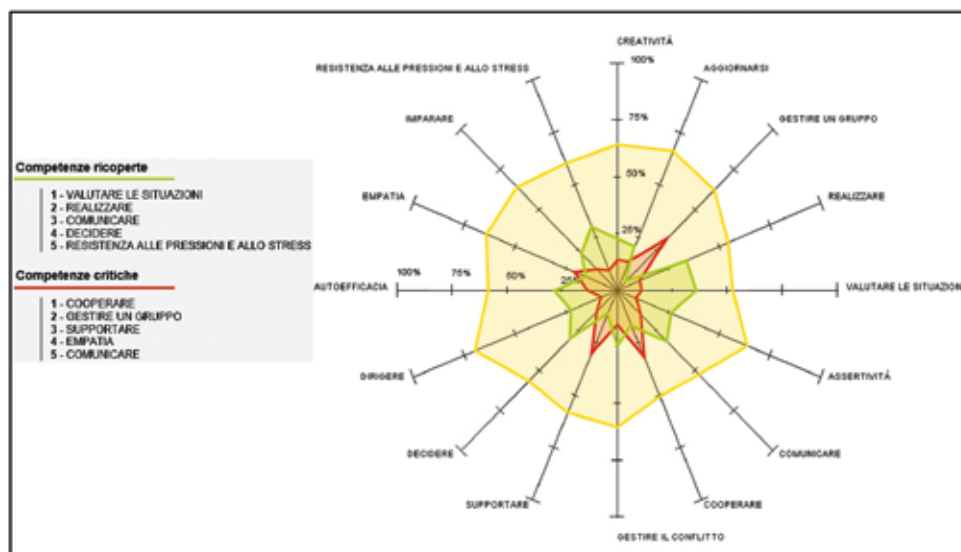 CREATIVITÁ
100%
RESISTENZA ALLE PRESSIONI E ALLO STRESS
AGGIORNARSI
75%
IMPARARE
GESTIRE UN GRUPPO
50%
Competenze ricoperte
1 - VALUTARE LE SITUAZIONI
2 - REALIZZARE
3 - COMUNICARE
4 - DECIDERE
5 - RESISTENZA ALLE PRESSIONI E ALLO STRESS
EMPATIA
REALIZZARE
25%
Competenze critiche
1 - COOPERARE
2 - GESTIRE UN GRUPPO
3 - SUPPORTARE
4 - EMPATIA
5 - COMUNICARE
100% 75% 50% 25%
AUTOEFFICACIA
VALUTARE LE SITUAZION
DIRIGERE
ASSERTIVITÁ
DECIDERE
COMUNICARE
SUPPORTARE
COOPERARE
GESTIRE IL CONFLITTO